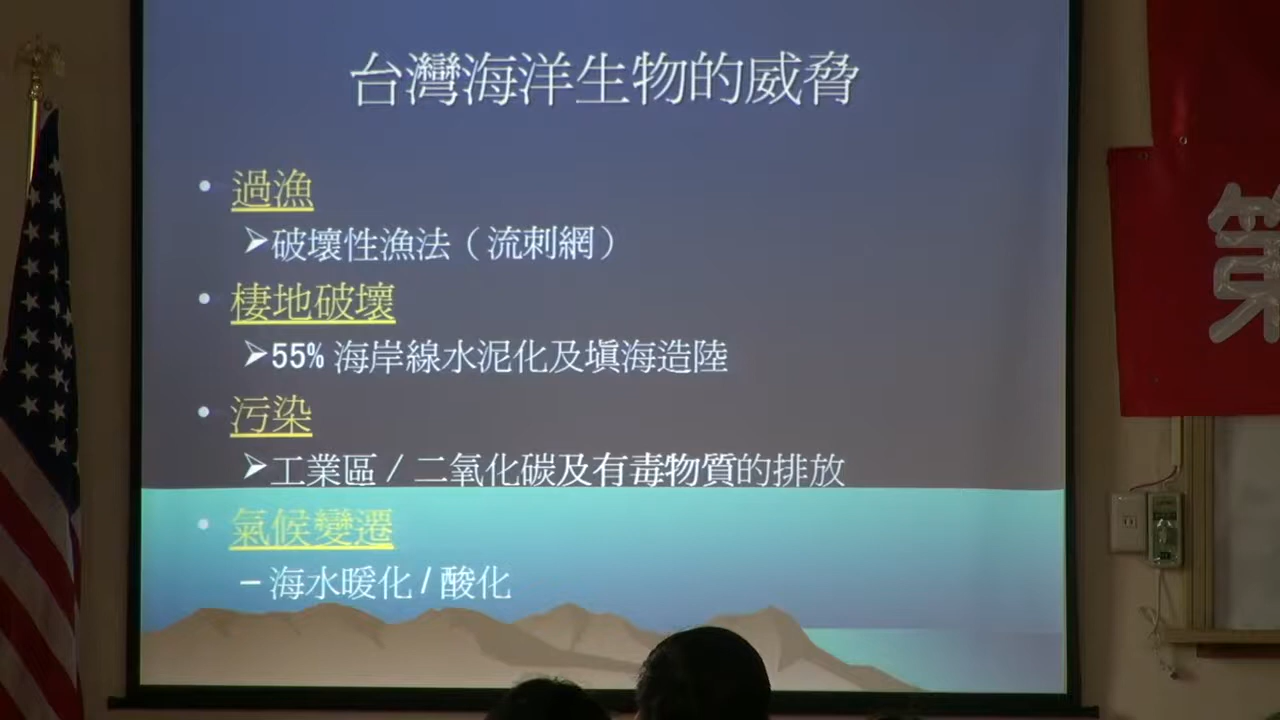 台灣海洋生物的威脅
• 過漁
➢破壞性漁法（流刺網）
• 棲地破壞
➢55% 海岸線水泥化及填海造陸
• 污染
➢工業區 / 二氧化碳及有毒物質的排放
• 氣候變遷
– 海水暖化 / 酸化
第